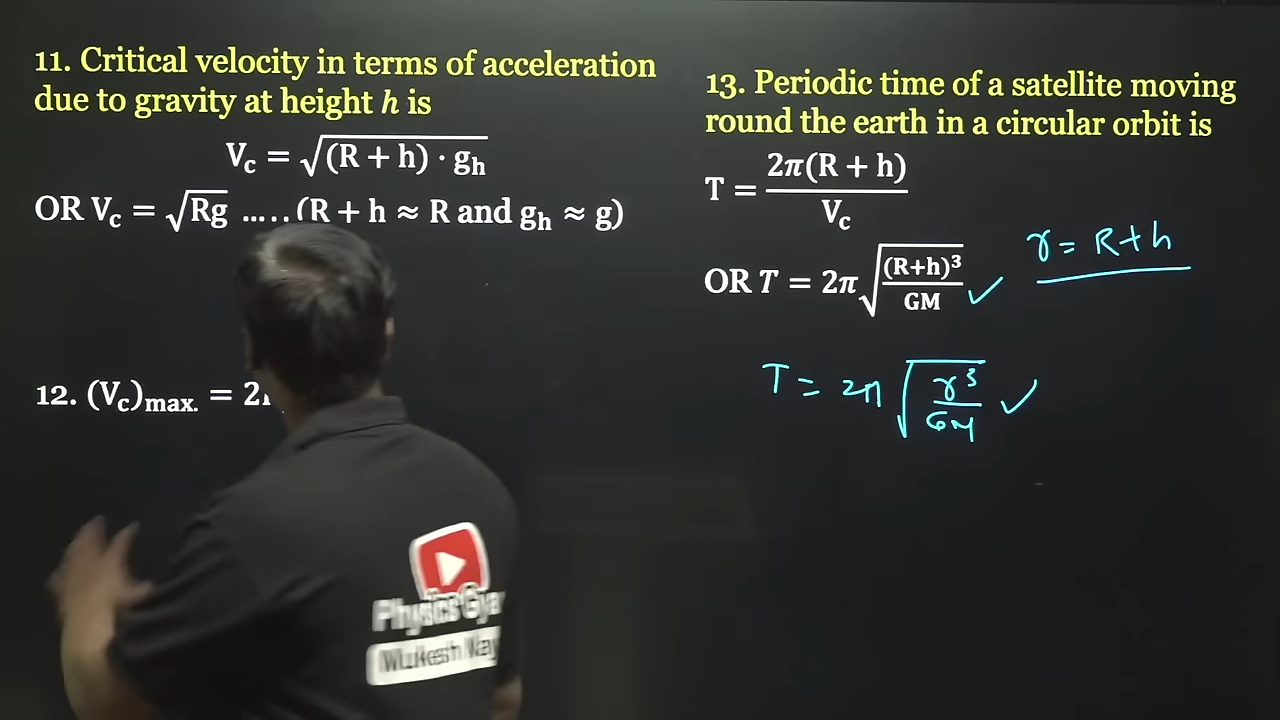 11. Critical velocity in terms of acceleration
due to gravity at height h is
V_c = √((R + h) · g_h)
OR V_c = √(Rg) ..... (R + h ≈ R and g_h ≈ g)
12. (V_c)_max. = 2
13. Periodic time of a satellite moving
round the earth in a circular orbit is
T = 2π(R + h) / V_c
OR T = 2π √((R+h)³ / GM) ✓
r = R + h
T = 2π √(r³ / GM) ✓
Physics Gya
Mukesh